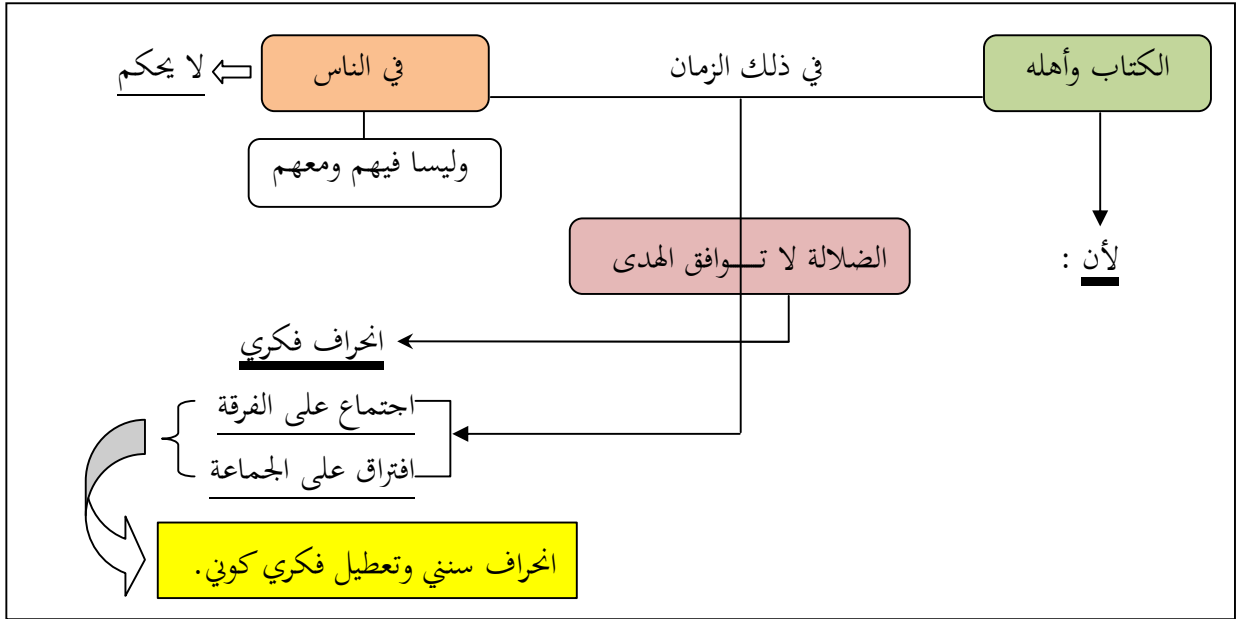 الكتاب وأهله
في ذلك الزمان
في الناس
لا يحكم
وليسا فيهم ومعهم
لأن :
الضلالة لا تـــوافق الهدى
انحراف فكري
اجتماع على الفرقة
افتراق على الجماعة
انحراف سنني وتعطيل فكري كوني.